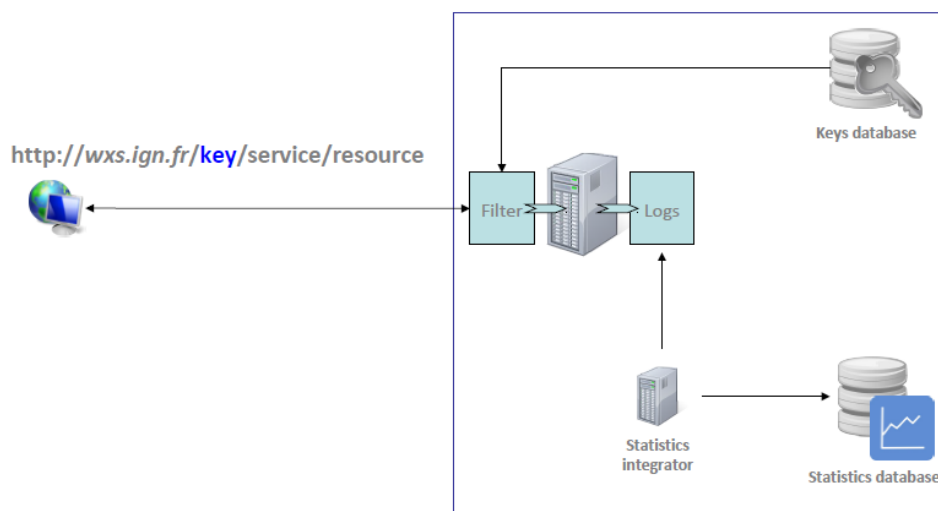 Keys database
http://wxs.ign.fr/key/service/resource
Filter
Logs
Statistics
integrator
Statistics database